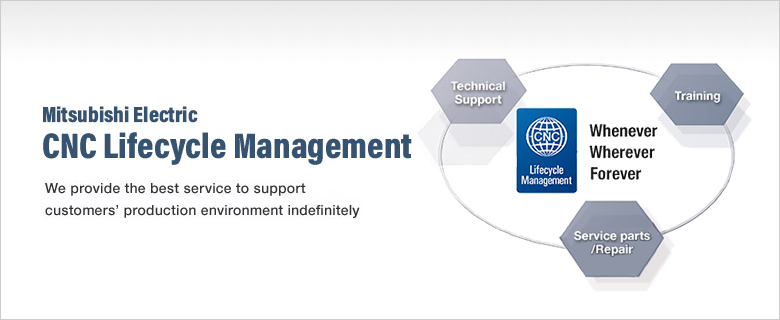 Mitsubishi Electric
CNC Lifecycle Management
We provide the best service to support
customers’ production environment indefinitely
Technical
Support
Training
CNC
Lifecycle
Management
Whenever
Wherever
Forever
Service parts
/Repair